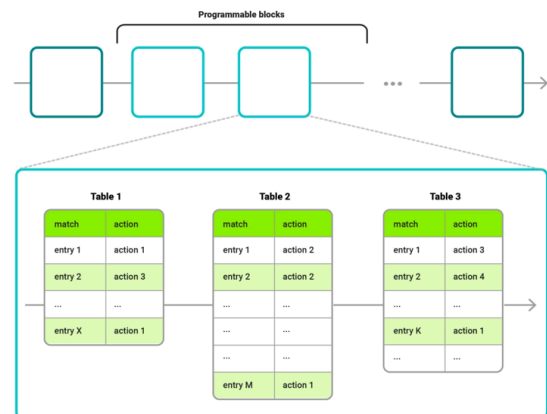 Programmable blocks
...
Table 1
match action
entry 1 action 1
entry 2 action 3
... ...
entry X action 1
Table 2
match action
entry 1 action 2
entry 2 action 2
... ...
... ...
... ...
entry M action 1
Table 3
match action
entry 1 action 3
entry 2 action 4
... ...
entry K action 1
... ...